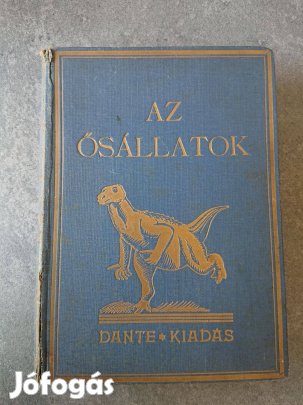 AZ
ŐSÁLLATOK
DANTE * KIADÁS
Jófogás